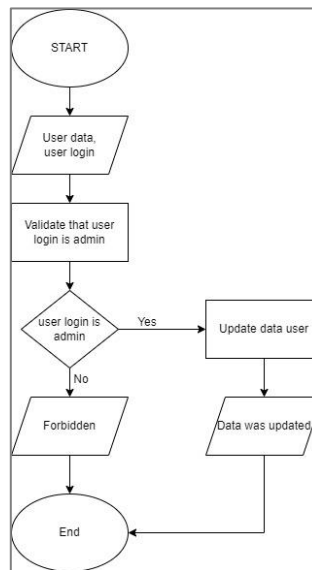 START
User data,
user login
Validate that user
login is admin
user login is
admin
Yes
Update data user
No
Forbidden
Data was updated
End